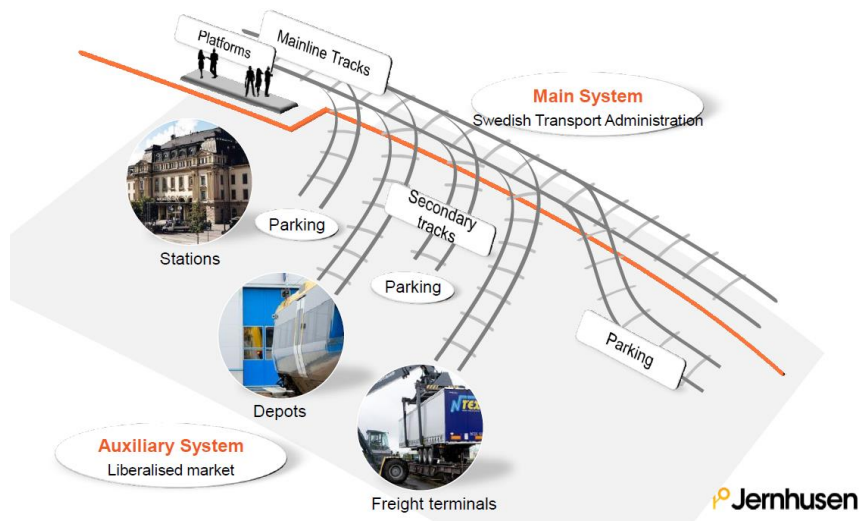 Platforms
Mainline Tracks
Main System
Swedish Transport Administration
Stations
Parking
Secondary
tracks
Parking
Parking
Depots
NTEX
Auxiliary System
Liberalised market
Freight terminals
Jernhusen